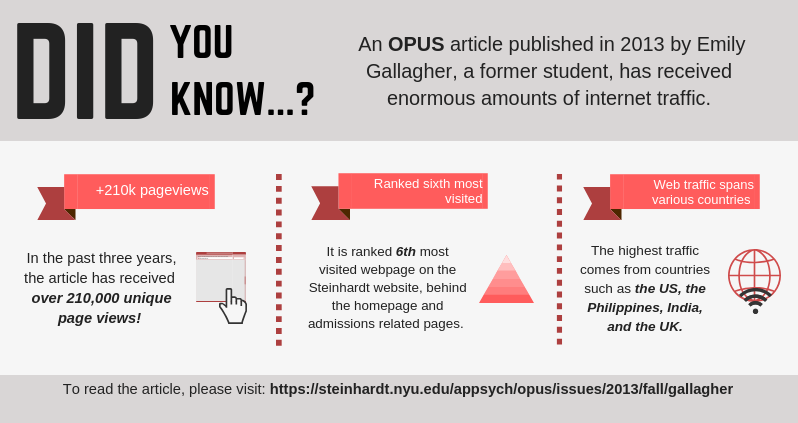 DID YOU
KNOW...?
An OPUS article published in 2013 by Emily
Gallagher, a former student, has received
enormous amounts of internet traffic.
+210k pageviews
In the past three years,
the article has received
over 210,000 unique
page views!
Ranked sixth most
visited
It is ranked 6th most
visited webpage on the
Steinhardt website, behind
the homepage and
admissions related pages.
Web traffic spans
various countries
The highest traffic
comes from countries
such as the US, the
Philippines, India,
and the UK.
To read the article, please visit: https://steinhardt.nyu.edu/appsych/opus/issues/2013/fall/gallagher